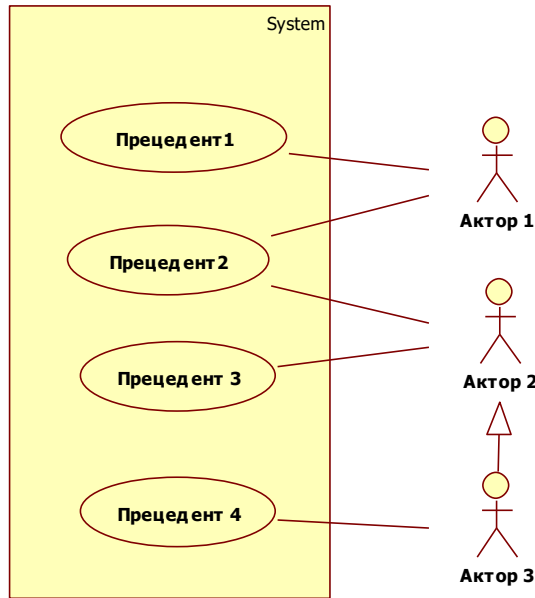 System
Прецедент1
Актор 1
Прецедент2
Прецедент 3
Актор 2
Прецедент 4
Актор 3